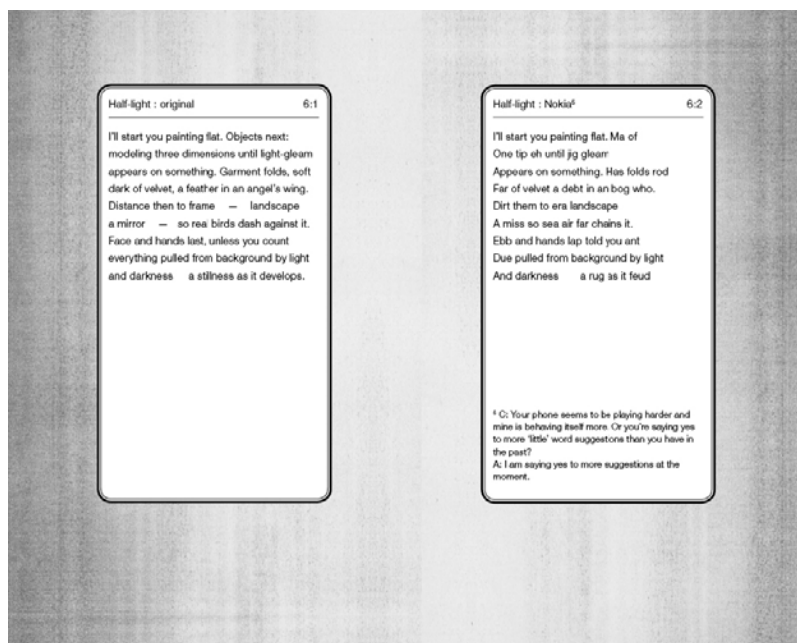 Half-light : original 6:1
I'll start you painting flat. Objects next:
modeling three dimensions until light-gleam
appears on something. Garment folds, soft
dark of velvet, a feather in an angel's wing.
Distance then to frame — landscape
a mirror — so real birds dash against it.
Face and hands last, unless you count
everything pulled from background by light
and darkness a stillness as it develops.
Half-light : Nokia⁶ 6:2
I'll start you painting flat. Ma of
One tip eh until jig gleam
Appears on something. Has folds rod
Far of velvet a debt in an bog who.
Dirt them to era landscape
A miss so sea air far chains it.
Ebb and hands lap told you ant
Due pulled from background by light
And darkness a rug as it feud
⁶ C: Your phone seems to be playing harder and
mine is behaving itself more. Or you're saying yes
to more 'little' word suggestons than you have in
the past?
A: I am saying yes to more suggestions at the
moment.